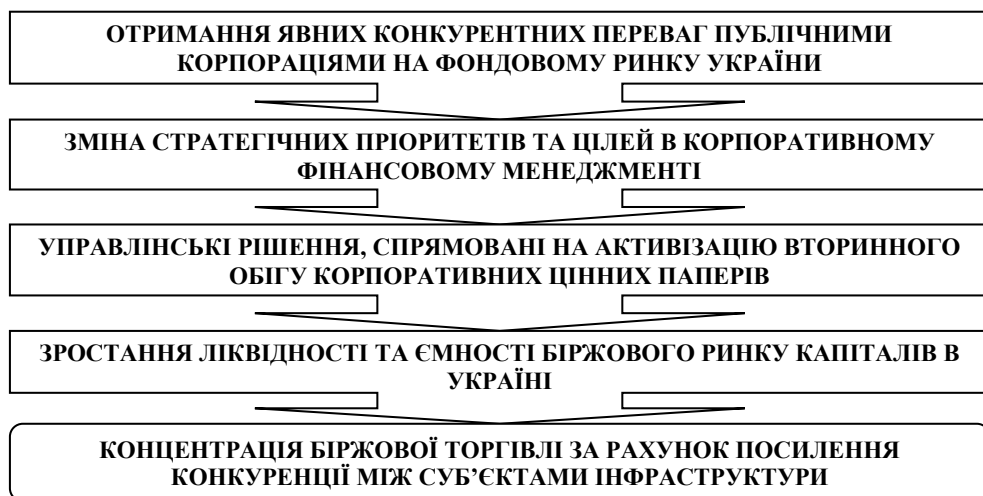 ОТРИМАННЯ ЯВНИХ КОНКУРЕНТНИХ ПЕРЕВАГ ПУБЛІЧНИМИ
КОРПОРАЦІЯМИ НА ФОНДОВОМУ РИНКУ УКРАЇНИ
ЗМІНА СТРАТЕГІЧНИХ ПРІОРИТЕТІВ ТА ЦІЛЕЙ В КОРПОРАТИВНОМУ
ФІНАНСОВОМУ МЕНЕДЖМЕНТІ
УПРАВЛІНСЬКІ РІШЕННЯ, СПРЯМОВАНІ НА АКТИВІЗАЦІЮ ВТОРИННОГО
ОБІГУ КОРПОРАТИВНИХ ЦІННИХ ПАПЕРІВ
ЗРОСТАННЯ ЛІКВІДНОСТІ ТА ЄМНОСТІ БІРЖОВОГО РИНКУ КАПІТАЛІВ В
УКРАЇНІ
КОНЦЕНТРАЦІЯ БІРЖОВОЇ ТОРГІВЛІ ЗА РАХУНОК ПОСИЛЕННЯ
КОНКУРЕНЦІЇ МІЖ СУБ’ЄКТАМИ ІНФРАСТРУКТУРИ